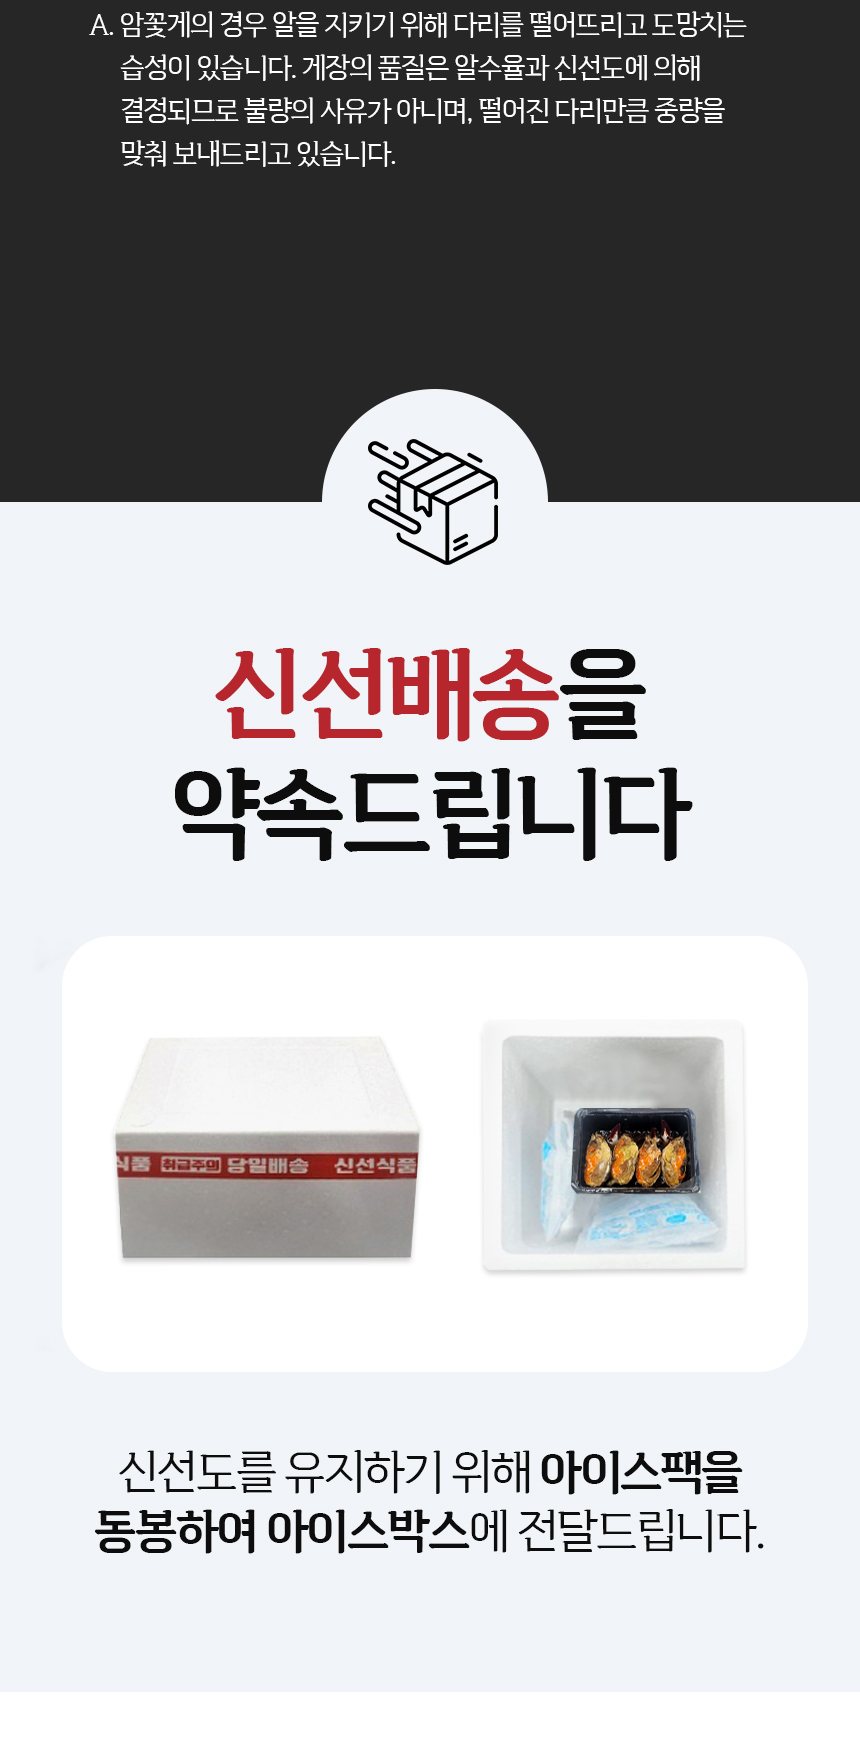 A. 암꽃게의 경우 알을 지키기 위해 다리를 떨어뜨리고 도망치는
습성이 있습니다. 게장의 품질은 알수율과 신선도에 의해
결정되므로 불량의 사유가 아니며, 떨어진 다리만큼 중량을
맞춰 보내드리고 있습니다.
신선배송을
약속드립니다
식품 취급주의 당일배송 신선식품
신선도를 유지하기 위해 아이스팩을
동봉하여 아이스박스에 전달드립니다.